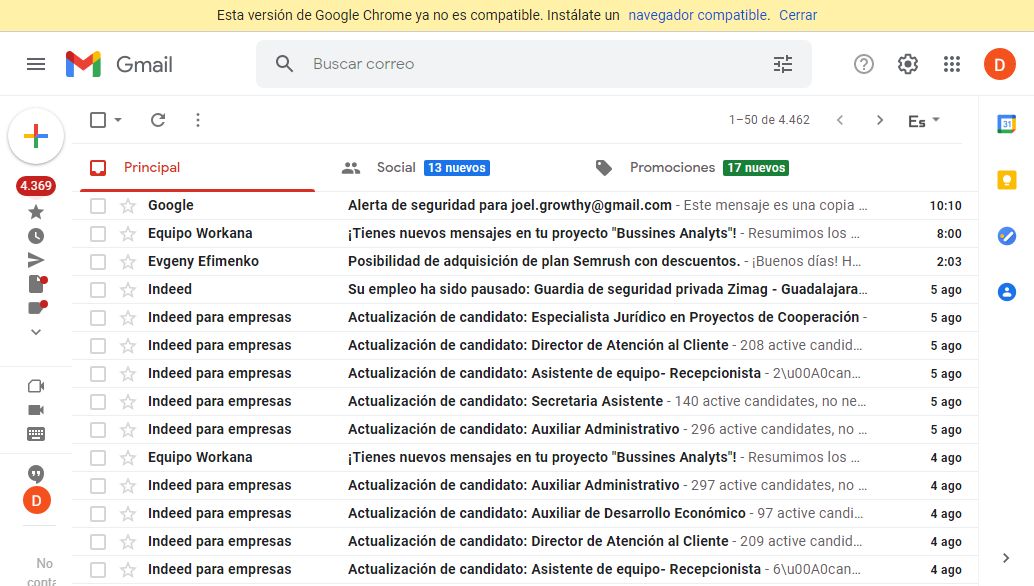 Esta versión de Google Chrome ya no es compatible. Instálate un navegador compatible. Cerrar
Gmail
Buscar correo
D
1–50 de 4.462
Es
Principal
Social 13 nuevos
Promociones 17 nuevos
4.369
Google Alerta de seguridad para joel.growthy@gmail.com - Este mensaje es una copia ... 10:10
Equipo Workana ¡Tienes nuevos mensajes en tu proyecto "Bussines Analyts"! - Resumimos los ... 8:00
Evgeny Efimenko Posibilidad de adquisición de plan Semrush con descuentos. - ¡Buenos días! H... 2:03
Indeed Su empleo ha sido pausado: Guardia de seguridad privada Zimag - Guadalajara... 5 ago
Indeed para empresas Actualización de candidato: Especialista Jurídico en Proyectos de Cooperación - 5 ago
Indeed para empresas Actualización de candidato: Director de Atención al Cliente - 208 active candid... 5 ago
Indeed para empresas Actualización de candidato: Asistente de equipo- Recepcionista - 2\u00A0can... 5 ago
Indeed para empresas Actualización de candidato: Secretaria Asistente - 140 active candidates, no ne... 5 ago
Indeed para empresas Actualización de candidato: Auxiliar Administrativo - 296 active candidates, no ... 5 ago
Equipo Workana ¡Tienes nuevos mensajes en tu proyecto "Bussines Analyts"! - Resumimos los ... 4 ago
Indeed para empresas Actualización de candidato: Auxiliar Administrativo - 297 active candidates, no ... 4 ago
Indeed para empresas Actualización de candidato: Auxiliar de Desarrollo Económico - 97 active candi... 4 ago
Indeed para empresas Actualización de candidato: Director de Atención al Cliente - 209 active candid... 4 ago
Indeed para empresas Actualización de candidato: Asistente de equipo- Recepcionista - 6\u00A0can... 4 ago
31
D
No
conta